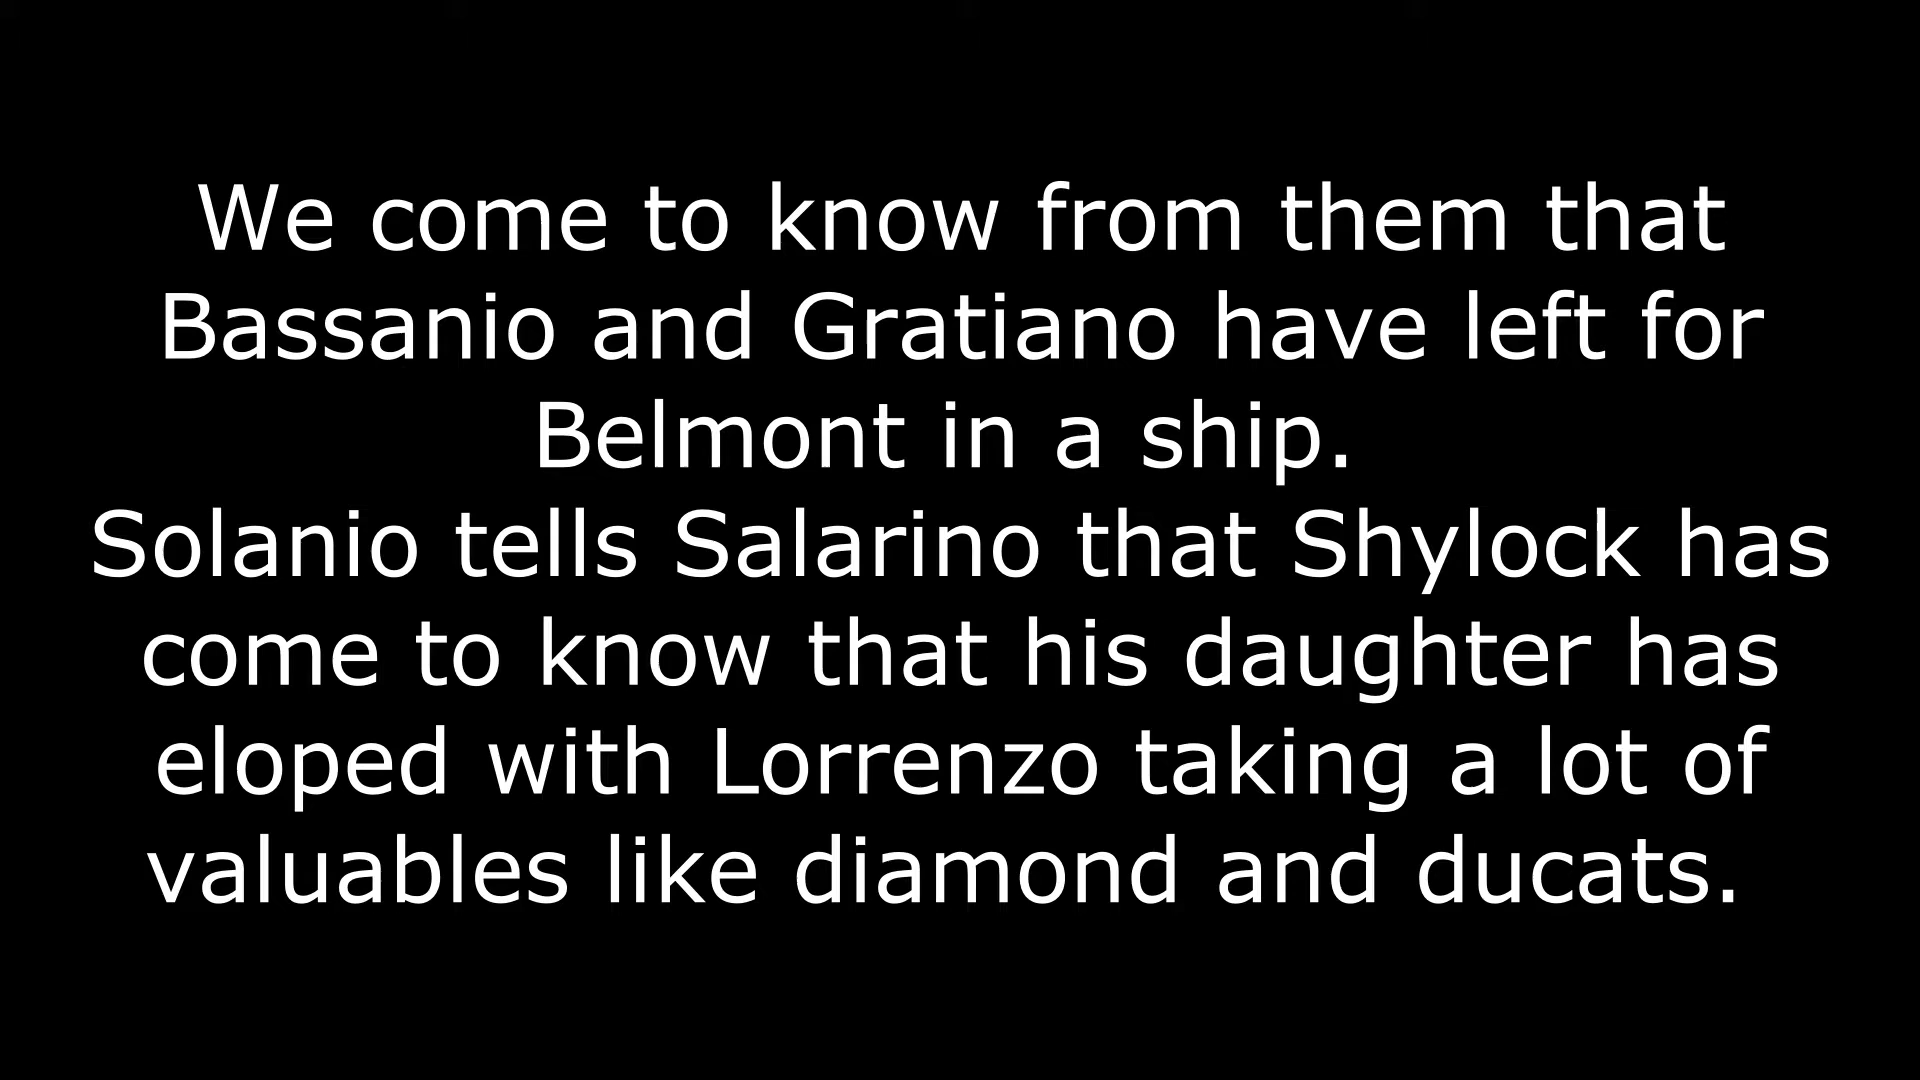 We come to know from them that
Bassanio and Gratiano have left for
Belmont in a ship.
Solanio tells Salarino that Shylock has
come to know that his daughter has
eloped with Lorrenzo taking a lot of
valuables like diamond and ducats.